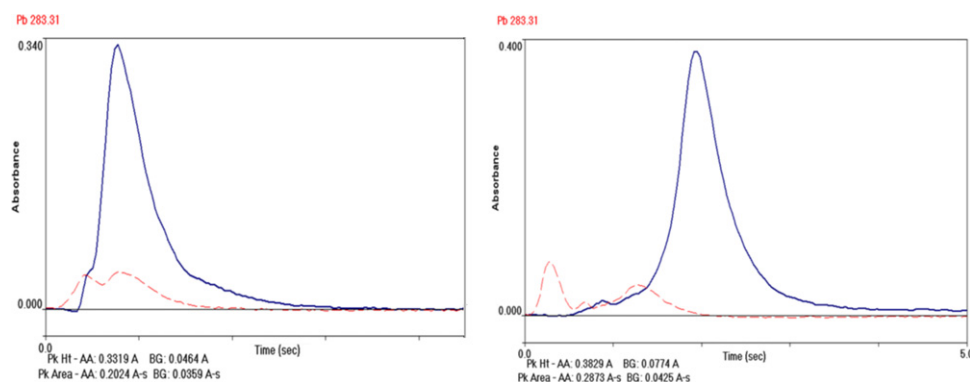 Pb 283.31
0.340
Absorbance
0.000
0.0
Time (sec)
Pk Ht - AA: 0.3319 A BG: 0.0464 A
Pk Area - AA: 0.2024 A-s BG: 0.0359 A-s
Pb 283.31
0.400
Absorbance
0.000
0.0
Time (sec)
5.0
Pk Ht - AA: 0.3829 A BG: 0.0774 A
Pk Area - AA: 0.2873 A-s BG: 0.0425 A-s